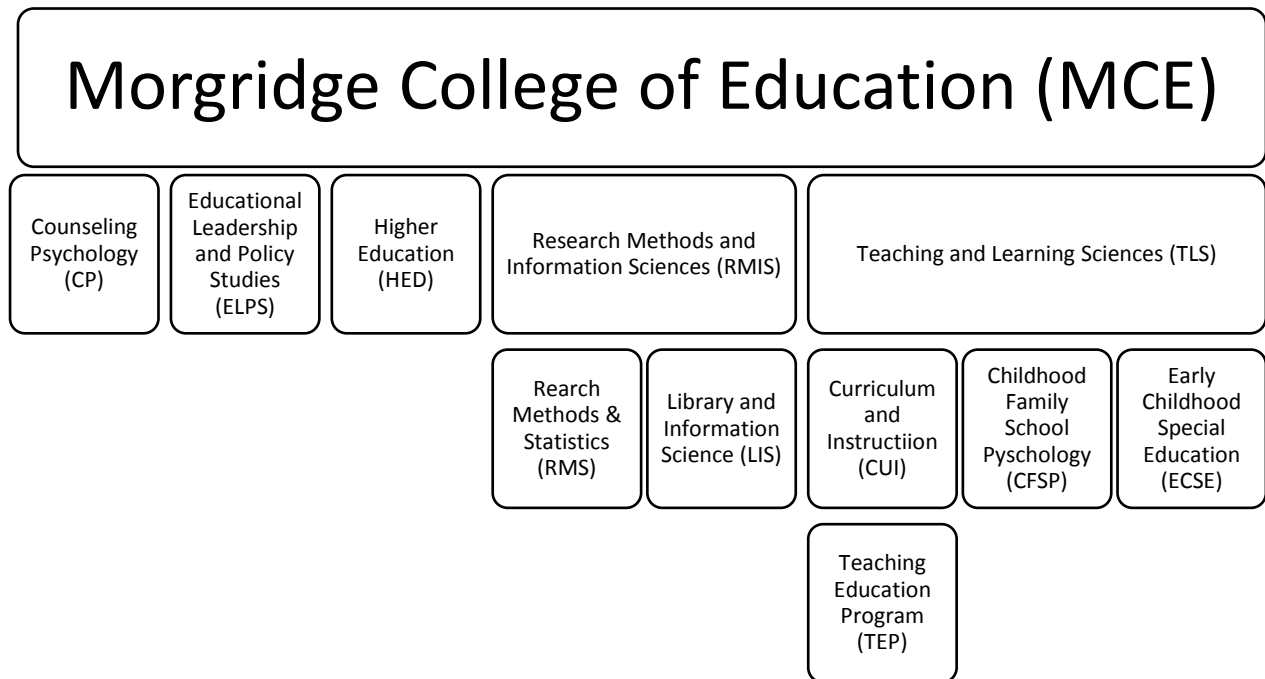 Morgridge College of Education (MCE)
Counseling
Psychology
(CP)
Educational
Leadership
and Policy
Studies
(ELPS)
Higher
Education
(HED)
Research Methods and
Information Sciences (RMIS)
Teaching and Learning Sciences (TLS)
Rearch
Methods &
Statistics
(RMS)
Library and
Information
Science (LIS)
Curriculum
and
Instructiion
(CUI)
Childhood
Family
School
Pyschology
(CFSP)
Early
Childhood
Special
Education
(ECSE)
Teaching
Education
Program
(TEP)